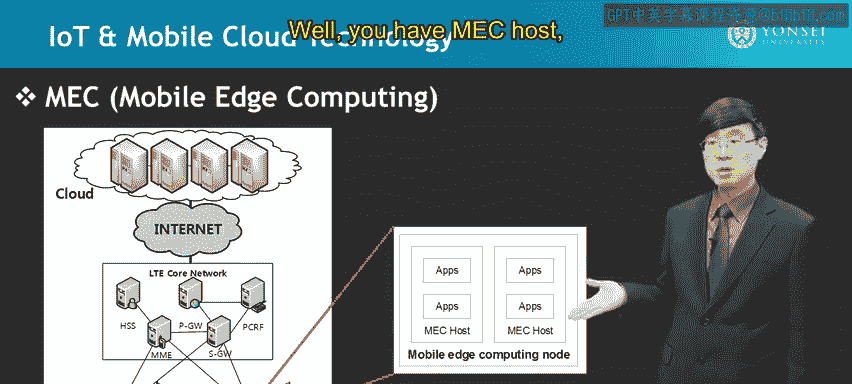 IoT & Mobile Cloud Technology
Well, you have MEC host,
YONSEI
UNIVERSITY
❖ MEC (Mobile Edge Computing)
Cloud
INTERNET
LTE Core Network
HSS
P-GW
PCRF
MME
S-GW
Apps
Apps
Apps
Apps
MEC Host
MEC Host
Mobile edge computing node